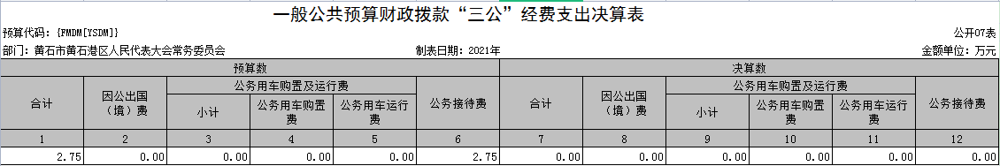 一般公共预算财政拨款“三公”经费支出决算表
预算代码：{FMDM[YSDM]} 公开07表
部门：黄石市黄石港区人民代表大会常务委员会 制表日期：2021年 金额单位：万元
预算数 决算数
合计 因公出国（境）费 公务用车购置及运行费 公务接待费 合计 因公出国（境）费 公务用车购置及运行费 公务接待费
小计 公务用车购置费 公务用车运行费 小计 公务用车购置费 公务用车运行费
1 2 3 4 5 6 7 8 9 10 11 12
2.75 0.00 0.00 0.00 0.00 2.75 0.00 0.00 0.00 0.00 0.00 0.00